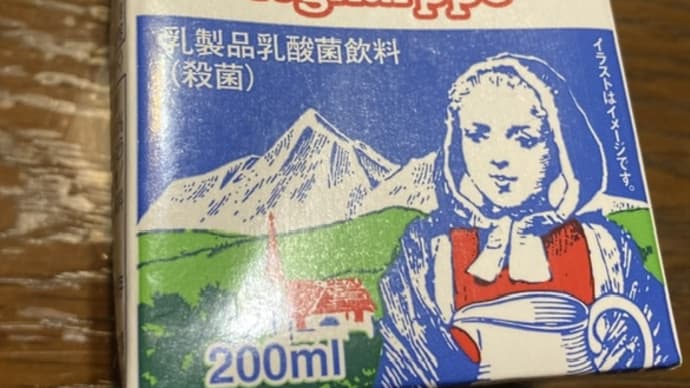 乳製品乳酸菌飲料
（殺菌）
イラストはイメージです。
200ml